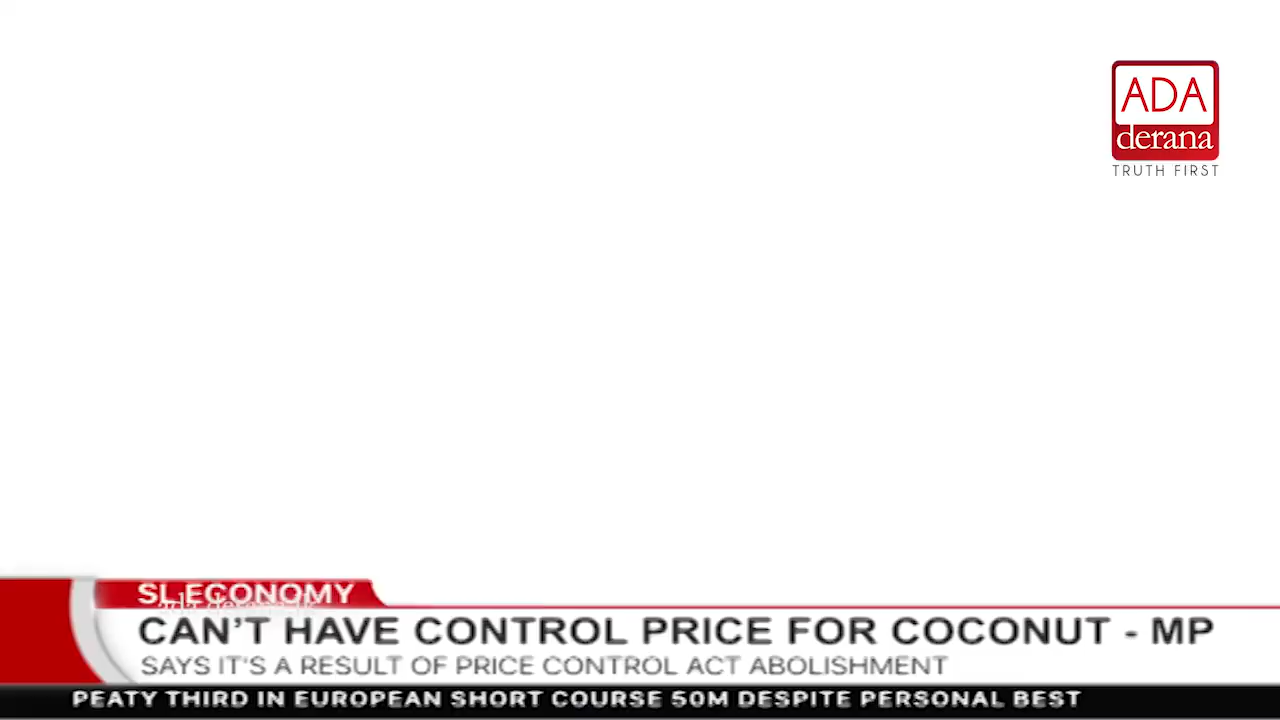 ADA
derana
TRUTH FIRST
SL ECONOMY
CAN'T HAVE CONTROL PRICE FOR COCONUT - MP
SAYS IT'S A RESULT OF PRICE CONTROL ACT ABOLISHMENT
PEATY THIRD IN EUROPEAN SHORT COURSE 50M DESPITE PERSONAL BEST